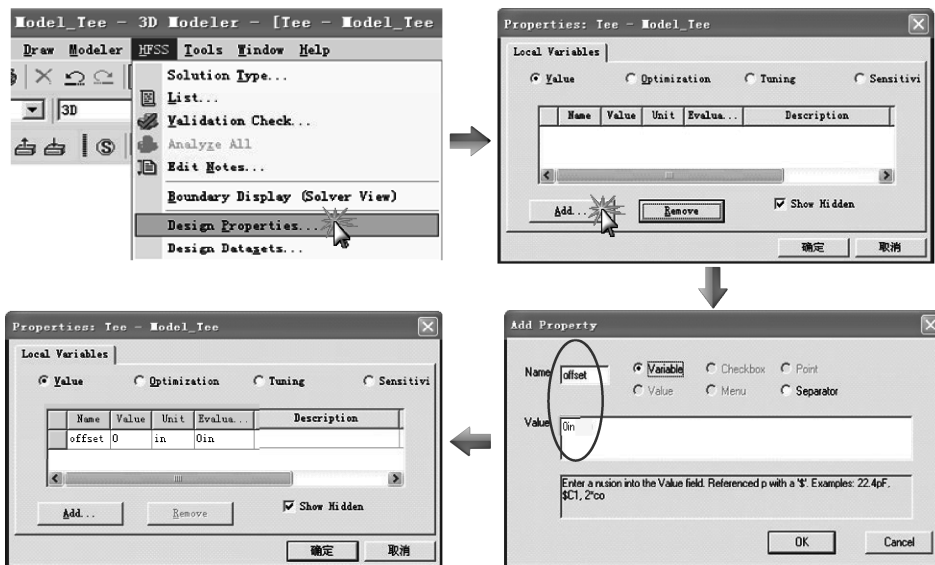 Model_Tee - 3D Modeler - [Tee - Model_Tee
Draw Modeler HFSS Tools Window Help
Solution Type...
List...
3D
Validation Check...
Analyze All
Edit Notes...
Boundary Display (Solver View)
Design Properties...
Design Datasets...
Properties: Tee - Model_Tee
Local Variables
Value Optimization Tuning Sensitivi
Name Value Unit Evalua... Description
Add... Remove Show Hidden
确定 取消
Add Property
Name offset Variable Checkbox Point
Value Menu Separator
Value 0in
Enter a nusion into the Value field. Referenced p with a '$'. Examples: 22.4pF,
$C1, 2*co
OK Cancel
Properties: Tee - Model_Tee
Local Variables
Value Optimization Tuning Sensitivi
Name Value Unit Evalua... Description
offset 0 in 0in
Add... Remove Show Hidden
确定 取消